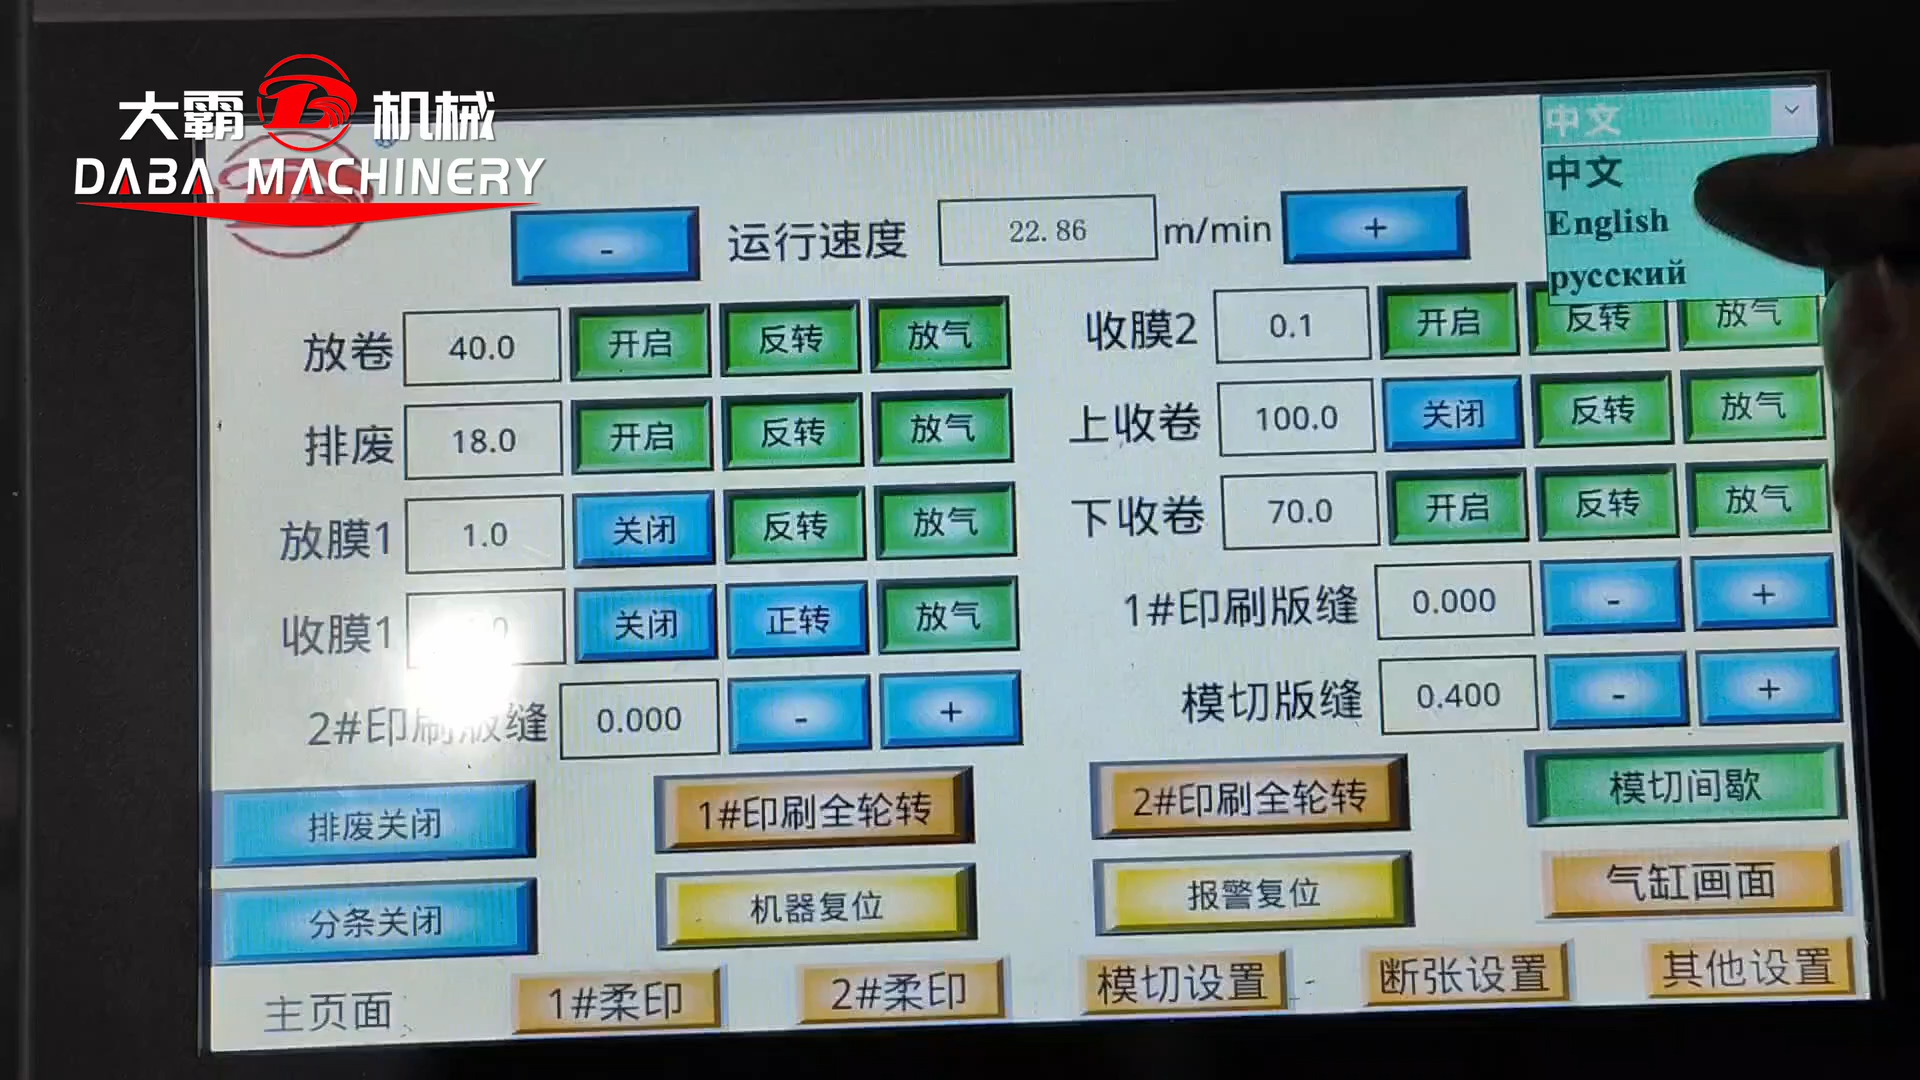 大霸 机械
DABA MACHINERY
中文
中文
English
русский
- 运行速度 22.86 m/min +
放卷 40.0 开启 反转 放气
收膜2 0.1 开启 反转 放气
排废 18.0 开启 反转 放气
上收卷 100.0 关闭 反转 放气
放膜1 1.0 关闭 反转 放气
下收卷 70.0 开启 反转 放气
收膜1 关闭 正转 放气
1#印刷版缝 0.000 - +
2#印刷版缝 0.000 - +
模切版缝 0.400 - +
排废关闭 1#印刷全轮转 2#印刷全轮转 模切间歇
分条关闭 机器复位 报警复位 气缸画面
主页面 1#柔印 2#柔印 模切设置 断张设置 其他设置